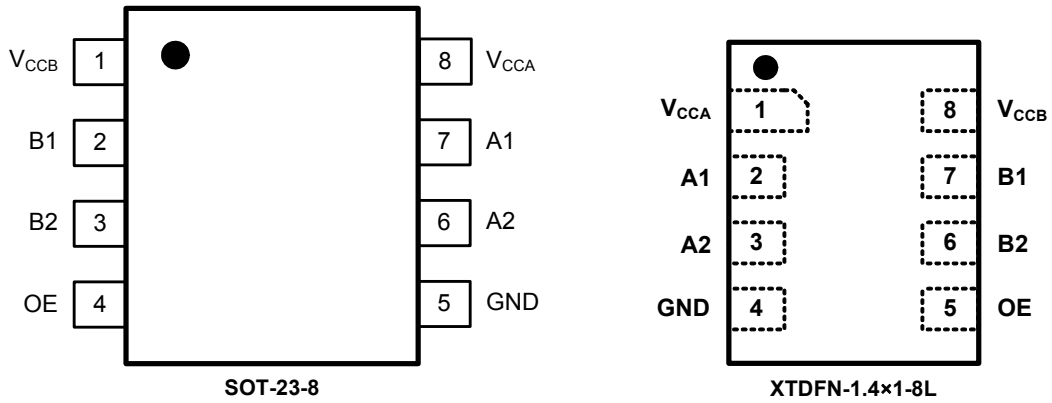 VCCB 1 8 VCCA
B1 2 7 A1
B2 3 6 A2
OE 4 5 GND
SOT-23-8
VCCA 1 8 VCCB
A1 2 7 B1
A2 3 6 B2
GND 4 5 OE
XTDFN-1.4×1-8L